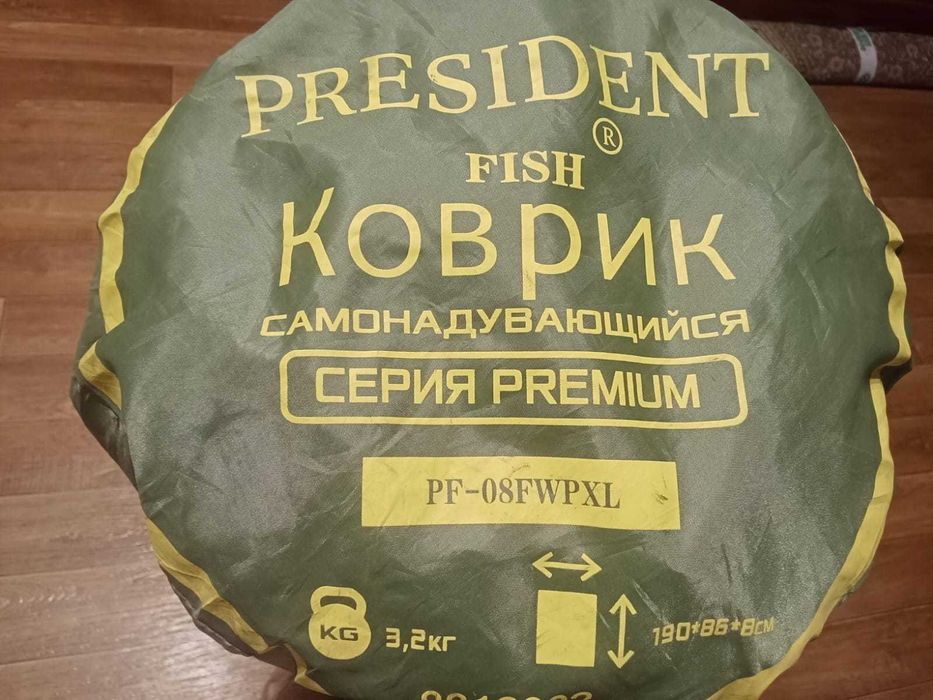 PRESIDENT
®
FISH
Коврик
САМОНАДУВАЮЩИЙСЯ
СЕРИЯ PREMIUM
PF-08FWPXL
KG
3,2кг
190*86*8см